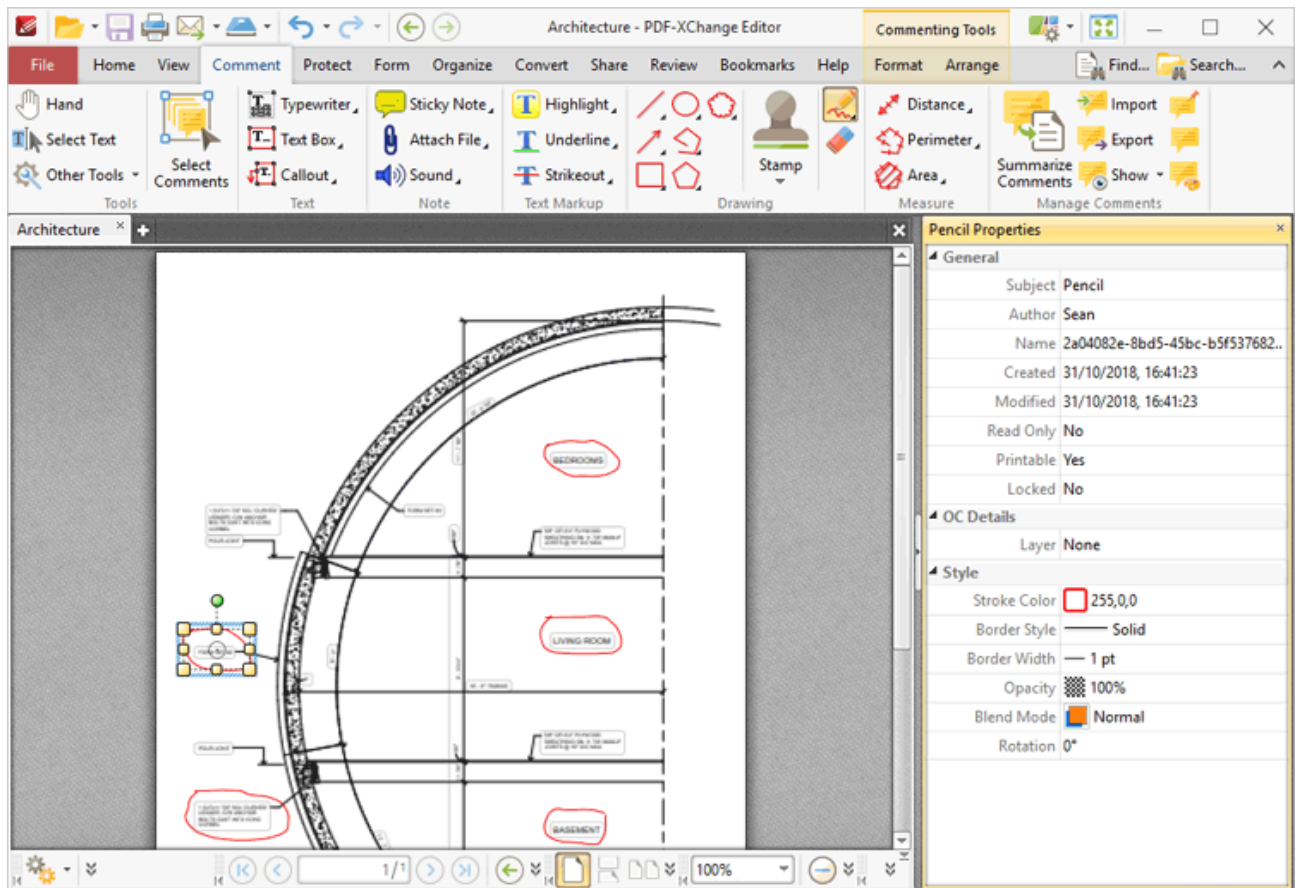 Architecture - PDF-XChange Editor
Commenting Tools
File Home View Comment Protect Form Organize Convert Share Review Bookmarks Help Format Arrange Find... Search...
Hand
Select Text
Other Tools
Select Comments
Tools
Typewriter
Text Box
Callout
Text
Sticky Note
Attach File
Sound
Note
Highlight
Underline
Strikeout
Text Markup
Stamp
Drawing
Distance
Perimeter
Area
Measure
Summarize Comments
Import
Export
Show
Manage Comments
Architecture
Pencil Properties
General
Subject Pencil
Author Sean
Name 2a04082e-8bd5-45bc-b5f537682..
Created 31/10/2018, 16:41:23
Modified 31/10/2018, 16:41:23
Read Only No
Printable Yes
Locked No
OC Details
Layer None
Style
Stroke Color 255,0,0
Border Style Solid
Border Width 1 pt
Opacity 100%
Blend Mode Normal
Rotation 0°
BEDROOMS
POUR JOINT
LIVING ROOM
POUR JOINT
BASEMENT
1/1
100%